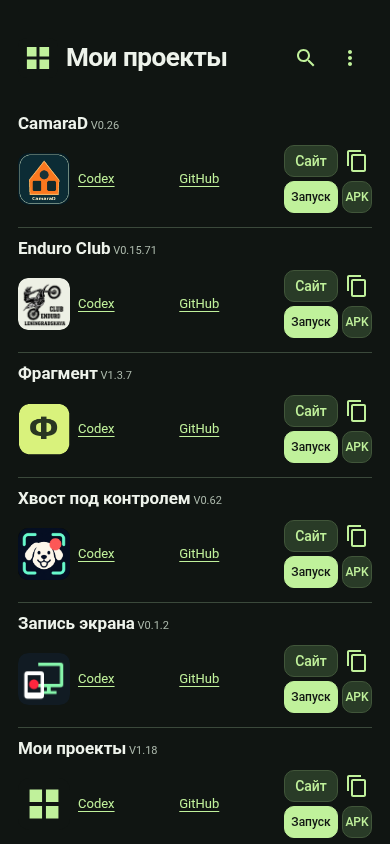 Мои проекты
CamaraD V0.26
CamaraD
Codex GitHub Сайт
Запуск APK
Enduro Club V0.15.71
CLUB
ENDURO
LENINGRADSKAYA
Codex GitHub Сайт
Запуск APK
Фрагмент V1.3.7
Ф
Codex GitHub Сайт
Запуск APK
Хвост под контролем V0.62
Codex GitHub Сайт
Запуск APK
Запись экрана V0.1.2
Codex GitHub Сайт
Запуск APK
Мои проекты V1.18
Codex GitHub Сайт
Запуск APK